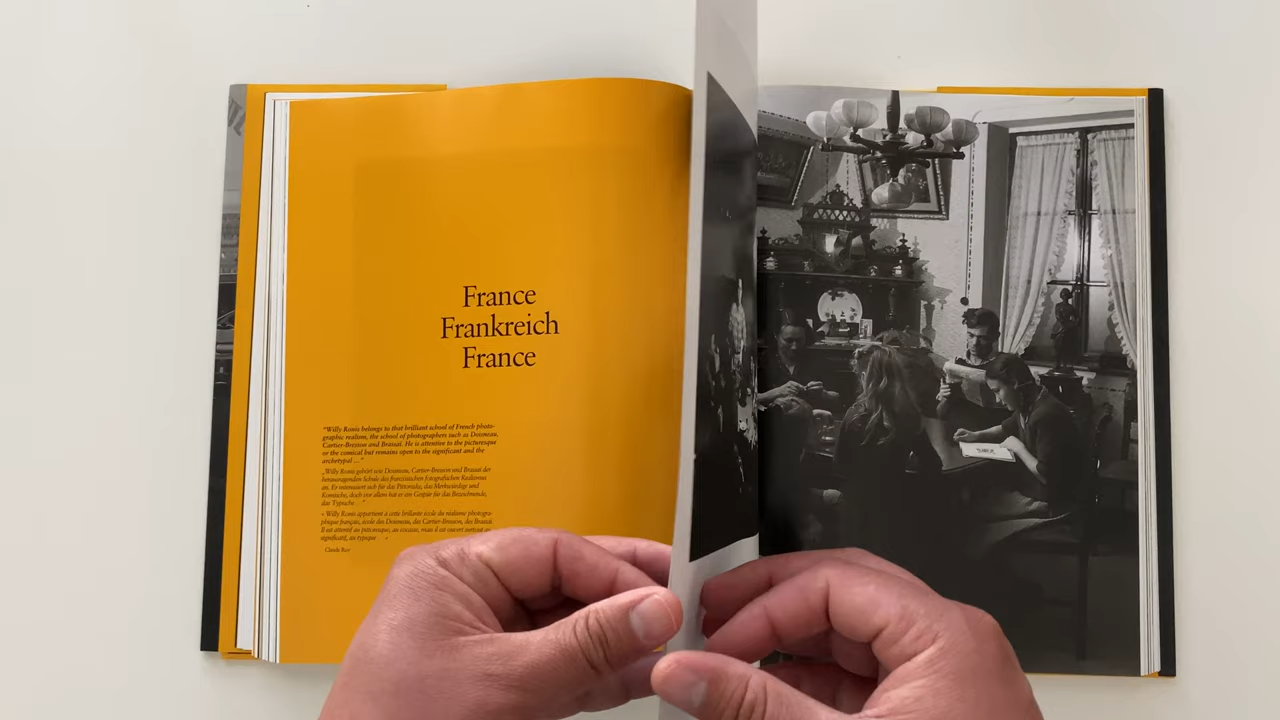 France
Frankreich
France
"Willy Ronis belongs to that brilliant school of French photo-
graphic realism, the school of photographers such as Doisneau,
Cartier-Bresson and Brassaï. He is attentive to the picturesque
or the comical but remains open to the significant and the
archetypal ..."
„Willy Ronis gehört wie Doisneau, Cartier-Bresson und Brassaï der
herausragenden Schule des französischen fotografischen Realismus
an. Er interessiert sich für das Pittoreske, das Merkwürdige und
Komische, doch vor allem hat er ein Gespür für das Bezeichnende,
das Typische ..."
« Willy Ronis appartient à cette brillante école du réalisme photogra-
phique français, école des Doisneau, des Cartier-Bresson, des Brassaï.
Il est attentif au pittoresque, au cocasse, mais il est ouvert surtout au
significatif, au typique ... »
Claude Roy